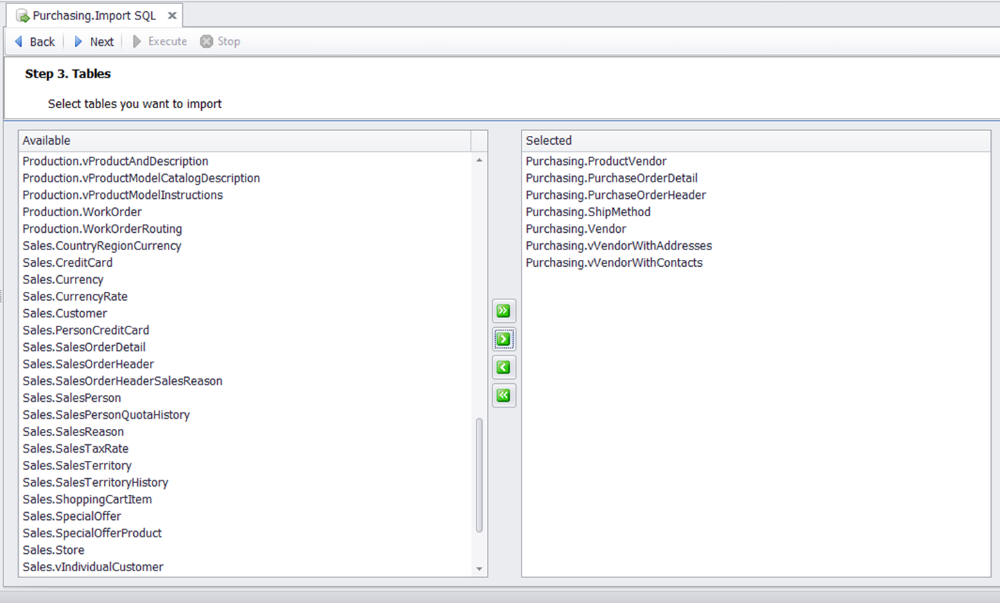 Purchasing.Import SQL
Back Next Execute Stop
Step 3. Tables
Select tables you want to import
Available
Production.vProductAndDescription
Production.vProductModelCatalogDescription
Production.vProductModelInstructions
Production.WorkOrder
Production.WorkOrderRouting
Sales.CountryRegionCurrency
Sales.CreditCard
Sales.Currency
Sales.CurrencyRate
Sales.Customer
Sales.PersonCreditCard
Sales.SalesOrderDetail
Sales.SalesOrderHeader
Sales.SalesOrderHeaderSalesReason
Sales.SalesPerson
Sales.SalesPersonQuotaHistory
Sales.SalesReason
Sales.SalesTaxRate
Sales.SalesTerritory
Sales.SalesTerritoryHistory
Sales.ShoppingCartItem
Sales.SpecialOffer
Sales.SpecialOfferProduct
Sales.Store
Sales.vIndividualCustomer
Selected
Purchasing.ProductVendor
Purchasing.PurchaseOrderDetail
Purchasing.PurchaseOrderHeader
Purchasing.ShipMethod
Purchasing.Vendor
Purchasing.vVendorWithAddresses
Purchasing.vVendorWithContacts